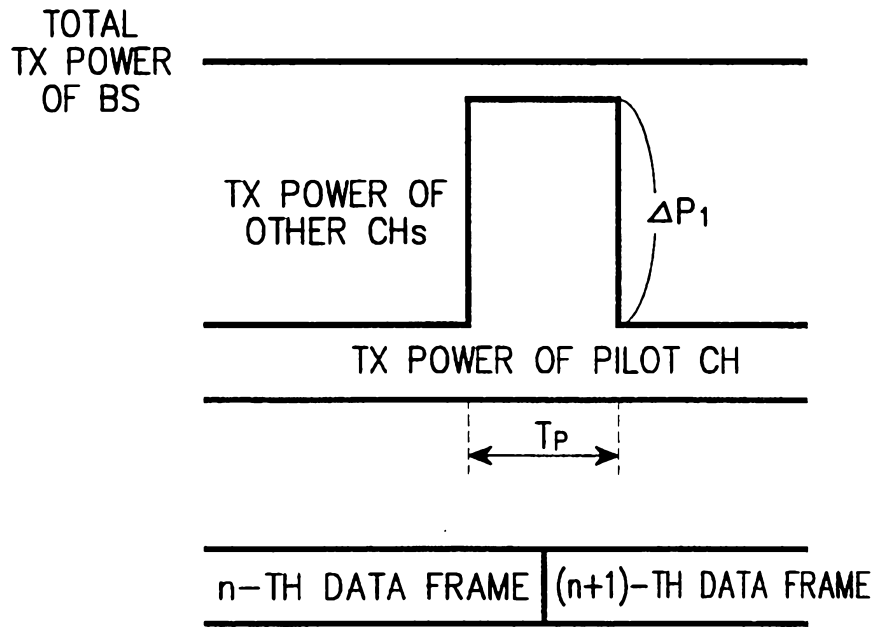 TOTAL
TX POWER
OF BS
TX POWER OF
OTHER CHs
ΔP1
TX POWER OF PILOT CH
TP
n-TH DATA FRAME
(n+1)-TH DATA FRAME